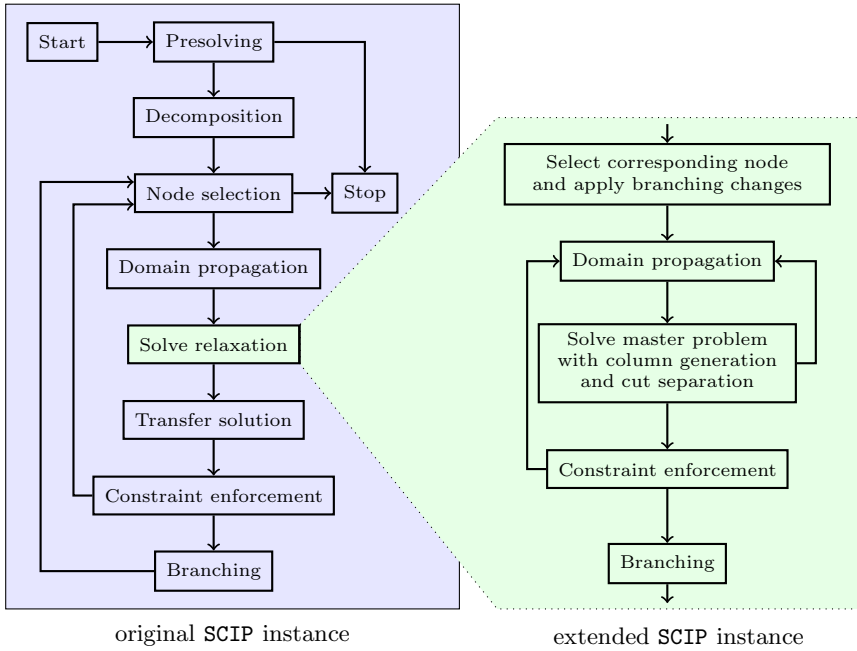 Start
Presolving
Decomposition
Node selection
Stop
Domain propagation
Solve relaxation
Transfer solution
Constraint enforcement
Branching
original SCIP instance
Select corresponding node
and apply branching changes
Domain propagation
Solve master problem
with column generation
and cut separation
Constraint enforcement
Branching
extended SCIP instance